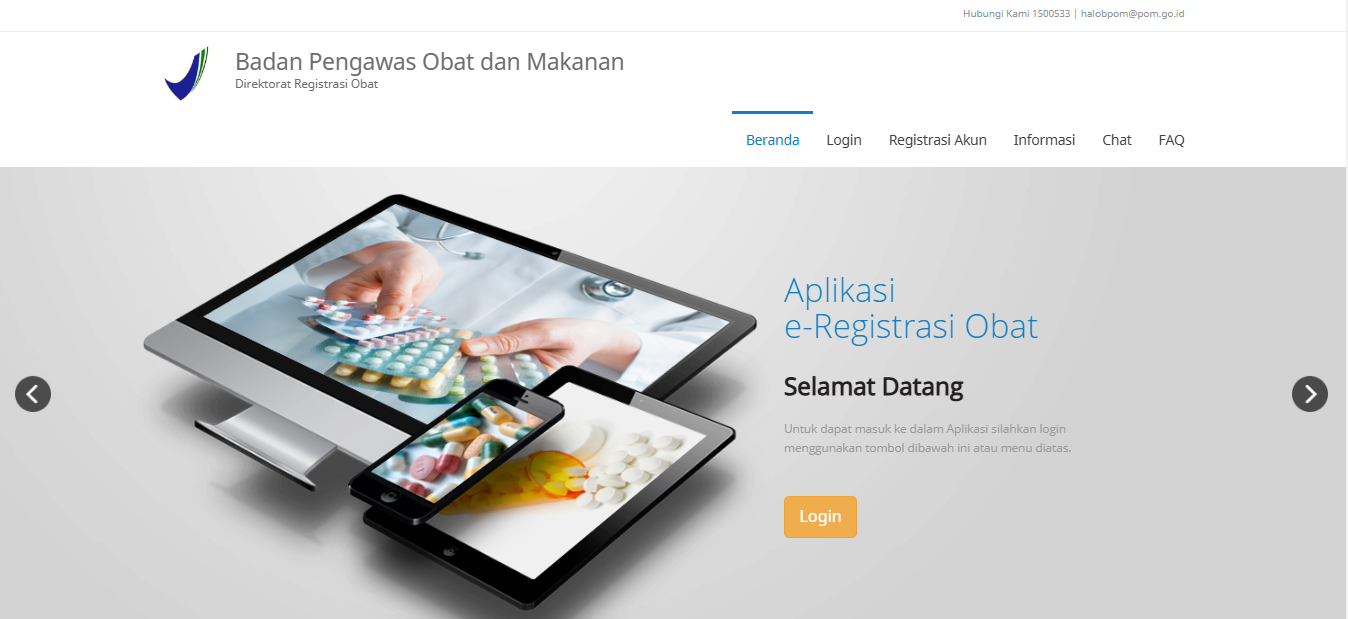 Hubungi Kami 1500533 | halobpom@pom.go.id
Badan Pengawas Obat dan Makanan
Direktorat Registrasi Obat
Beranda Login Registrasi Akun Informasi Chat FAQ
Aplikasi
e-Registrasi Obat
Selamat Datang
Untuk dapat masuk ke dalam Aplikasi silahkan login
menggunakan tombol dibawah ini atau menu diatas.
Login